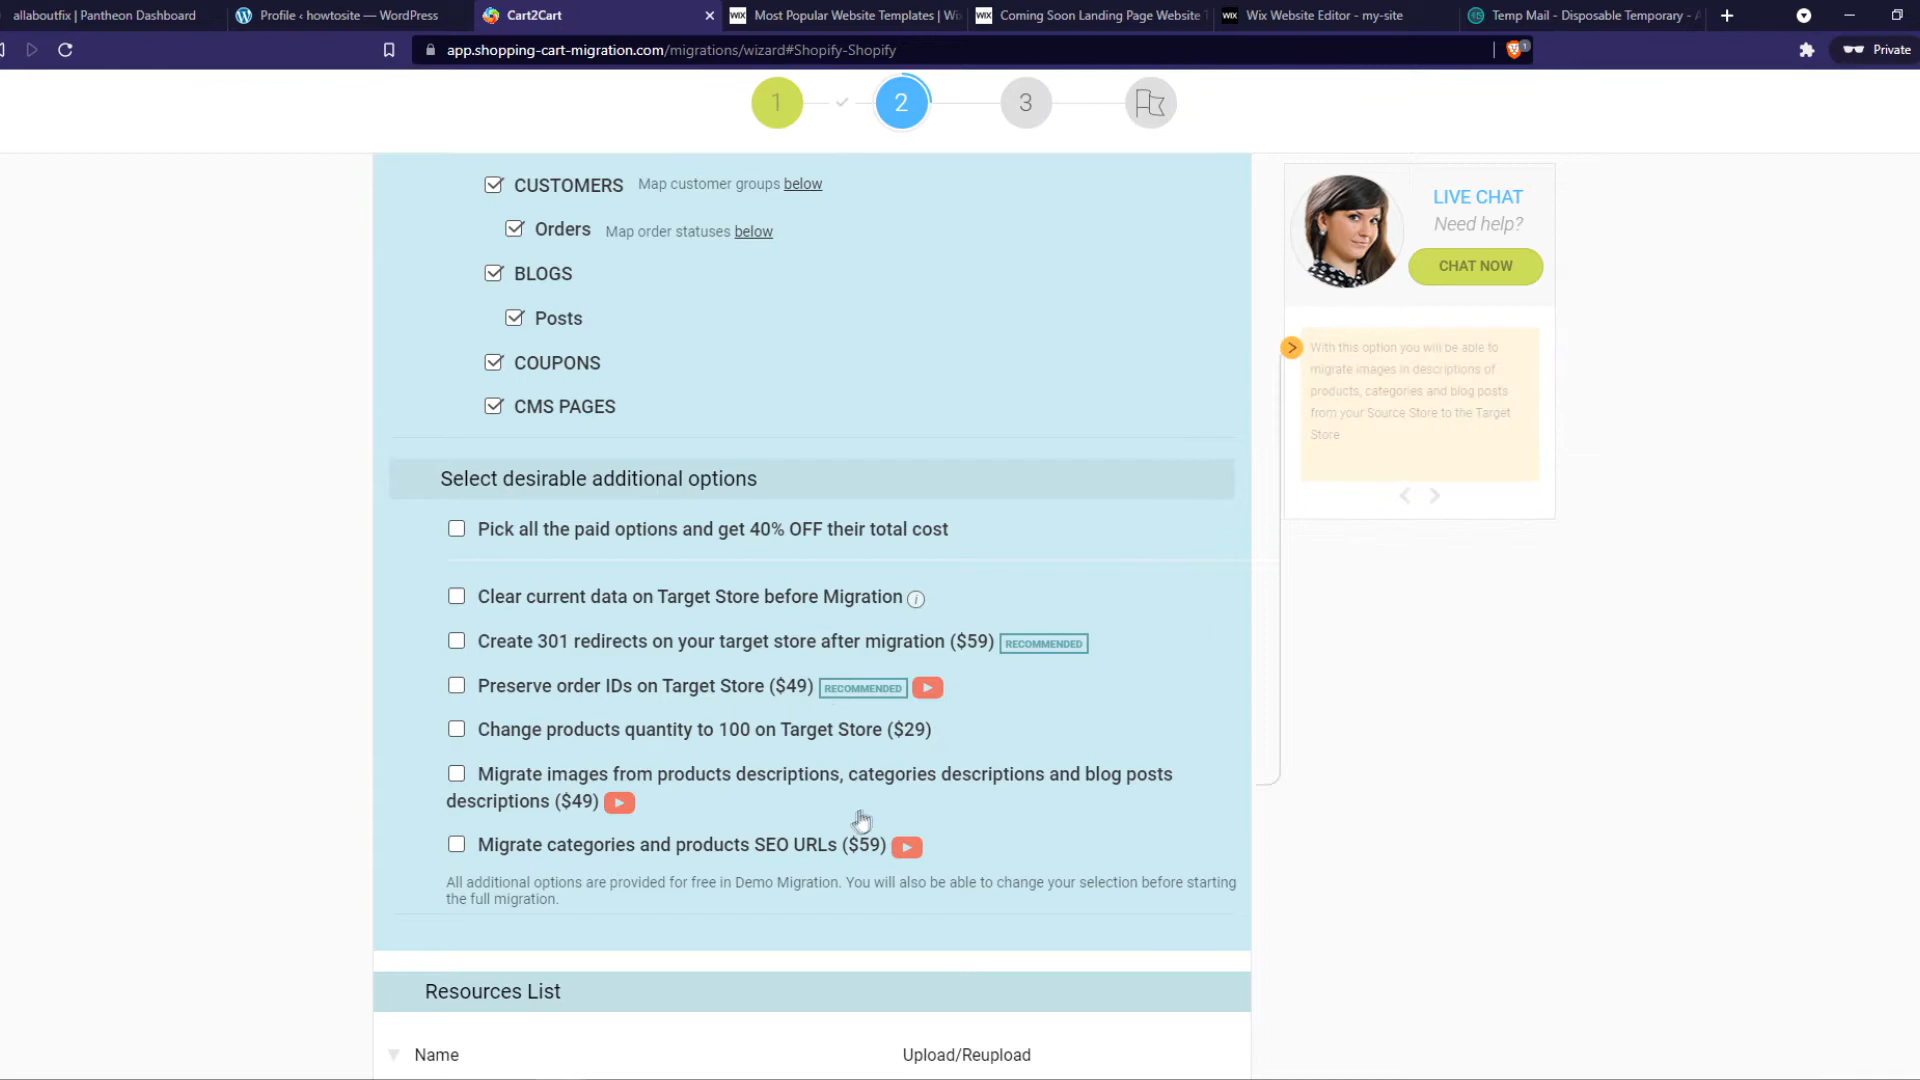 allaboutfix | Pantheon Dashboard
Profile ‹ howtosite — WordPress
Cart2Cart
Most Popular Website Templates | Wi
Coming Soon Landing Page Website T
Wix Website Editor - my-site
Temp Mail - Disposable Temporary -
app.shopping-cart-migration.com/migrations/wizard#Shopify-Shopify
1
Private
1
2
3
CUSTOMERS Map customer groups below
Orders Map order statuses below
BLOGS
Posts
COUPONS
CMS PAGES
Select desirable additional options
Pick all the paid options and get 40% OFF their total cost
Clear current data on Target Store before Migration i
Create 301 redirects on your target store after migration ($59) RECOMMENDED
Preserve order IDs on Target Store ($49) RECOMMENDED
Change products quantity to 100 on Target Store ($29)
Migrate images from products descriptions, categories descriptions and blog posts
descriptions ($49)
Migrate categories and products SEO URLs ($59)
All additional options are provided for free in Demo Migration. You will also be able to change your selection before starting
the full migration.
Resources List
Name Upload/Reupload
LIVE CHAT
Need help?
CHAT NOW
With this option you will be able to
migrate images in descriptions of
products, categories and blog posts
from your Source Store to the Target
Store